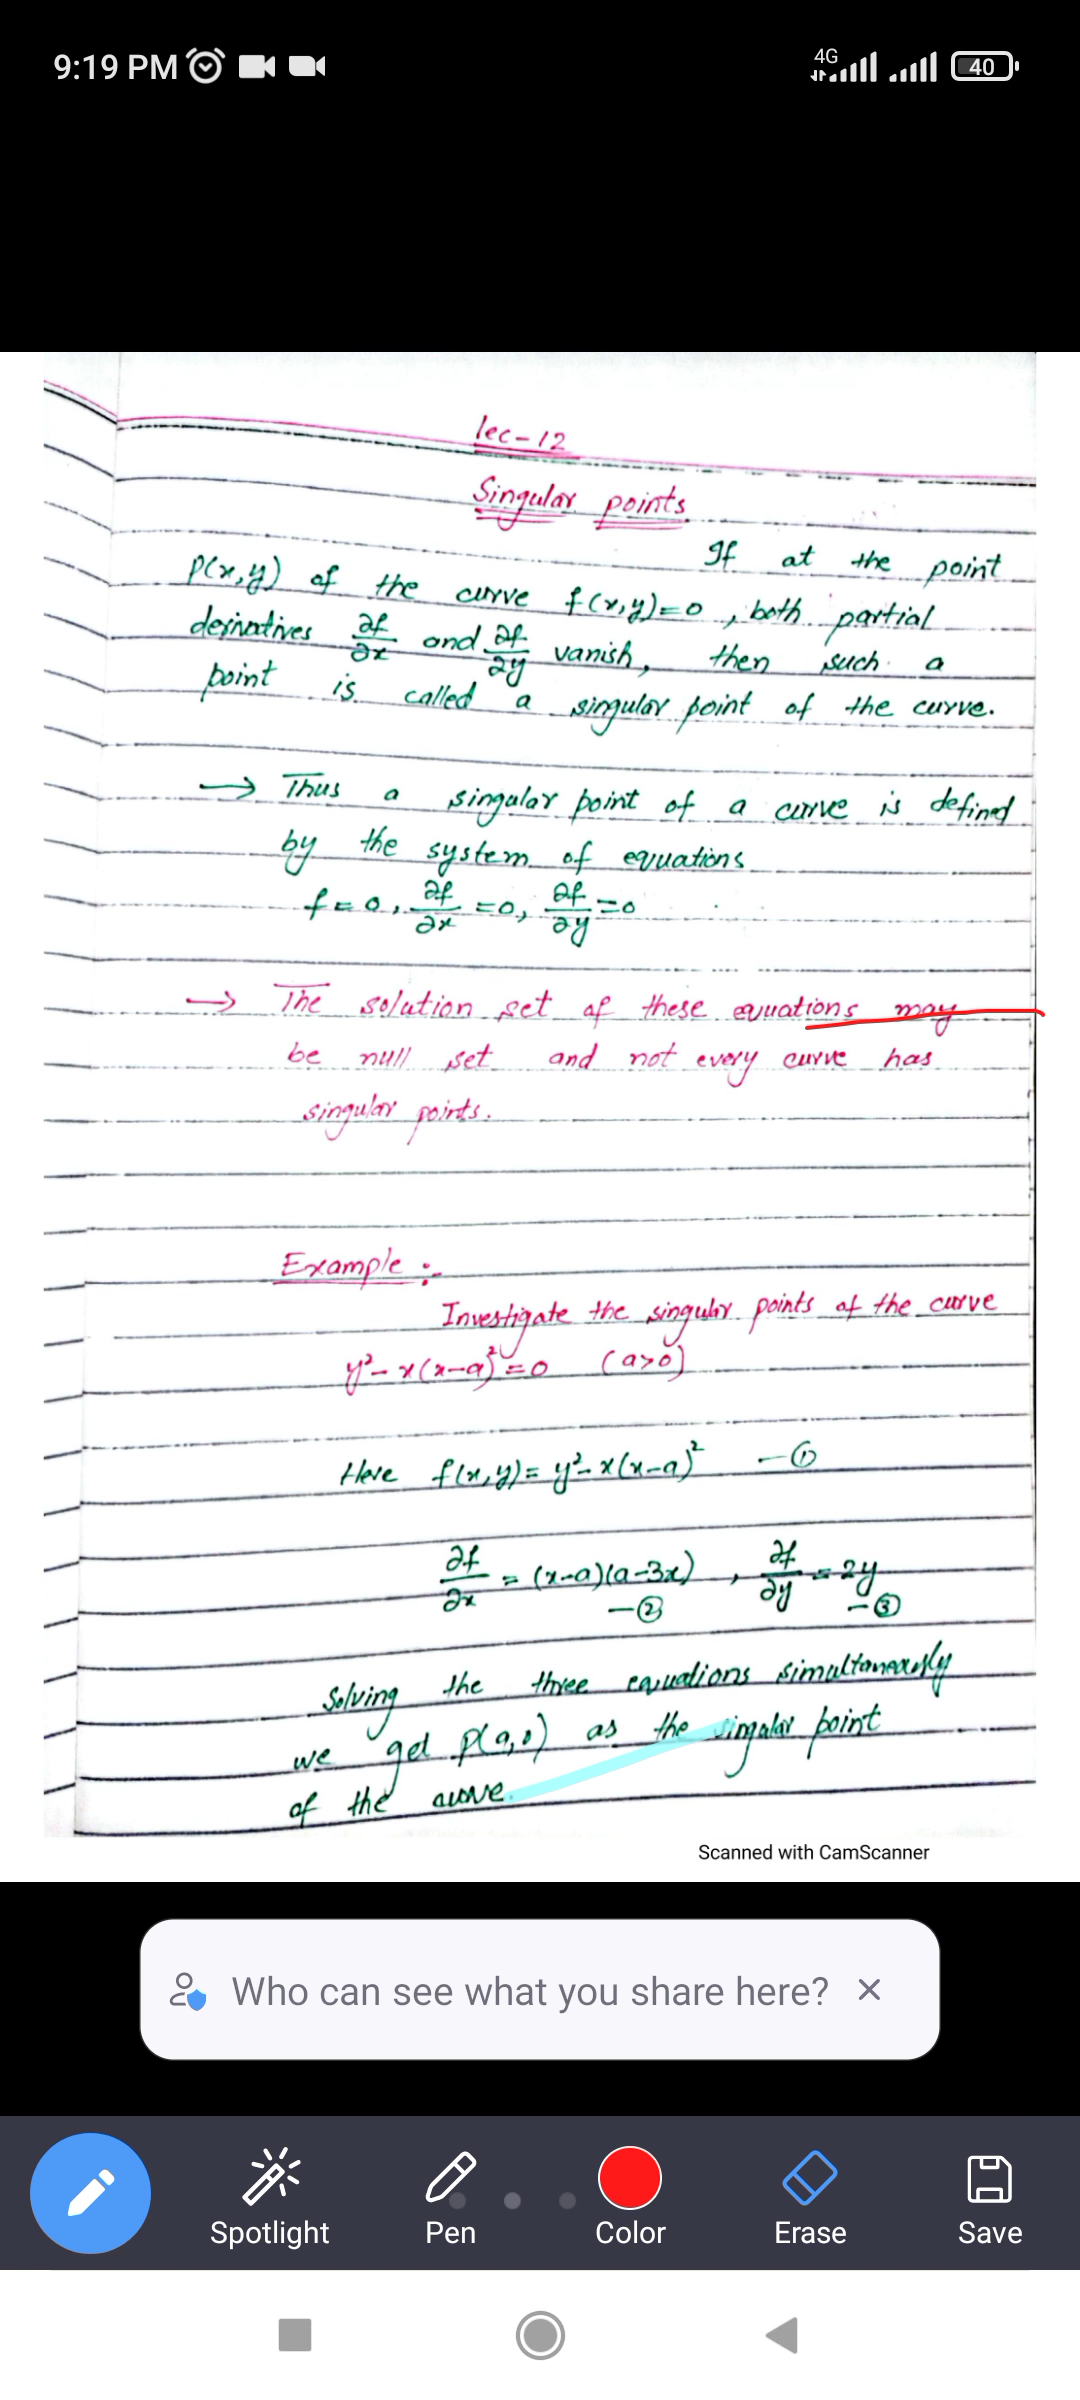 9:19 PM
4G
40
lec-12
Singular points
If at the point
P(x,y) of the curve f(x,y)=0, both partial
derivatives ∂f/∂x and ∂f/∂y vanish, then such a
point is called a singular point of the curve.
→ Thus a singular point of a curve is defined
by the system of equations
f=0, ∂f/∂x =0, ∂f/∂y=0
→ The solution set of these equations may
be null set and not every curve has
singular points.
Example :-
Investigate the singular points of the curve
y²-x(x-a)²=0 (a>0)
Here f(x,y)= y²-x(x-a)² —①
∂f/∂x = (x-a)(a-3x) , ∂f/∂y = 2y
—② —③
Solving the three equations simultaneously
we get P(a,0) as the singular point
of the curve.
Scanned with CamScanner
Who can see what you share here?
Spotlight Pen Color Erase Save